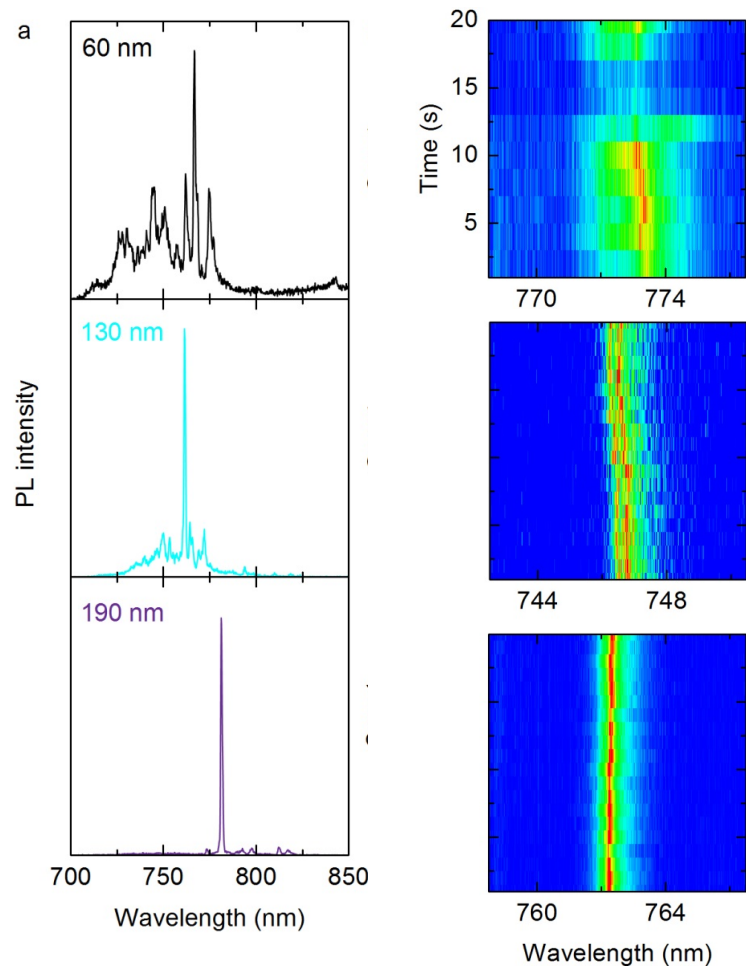 a
60 nm
130 nm
190 nm
PL intensity
700 750 800 850
Wavelength (nm)
20
15
10
5
Time (s)
770 774
744 748
760 764
Wavelength (nm)